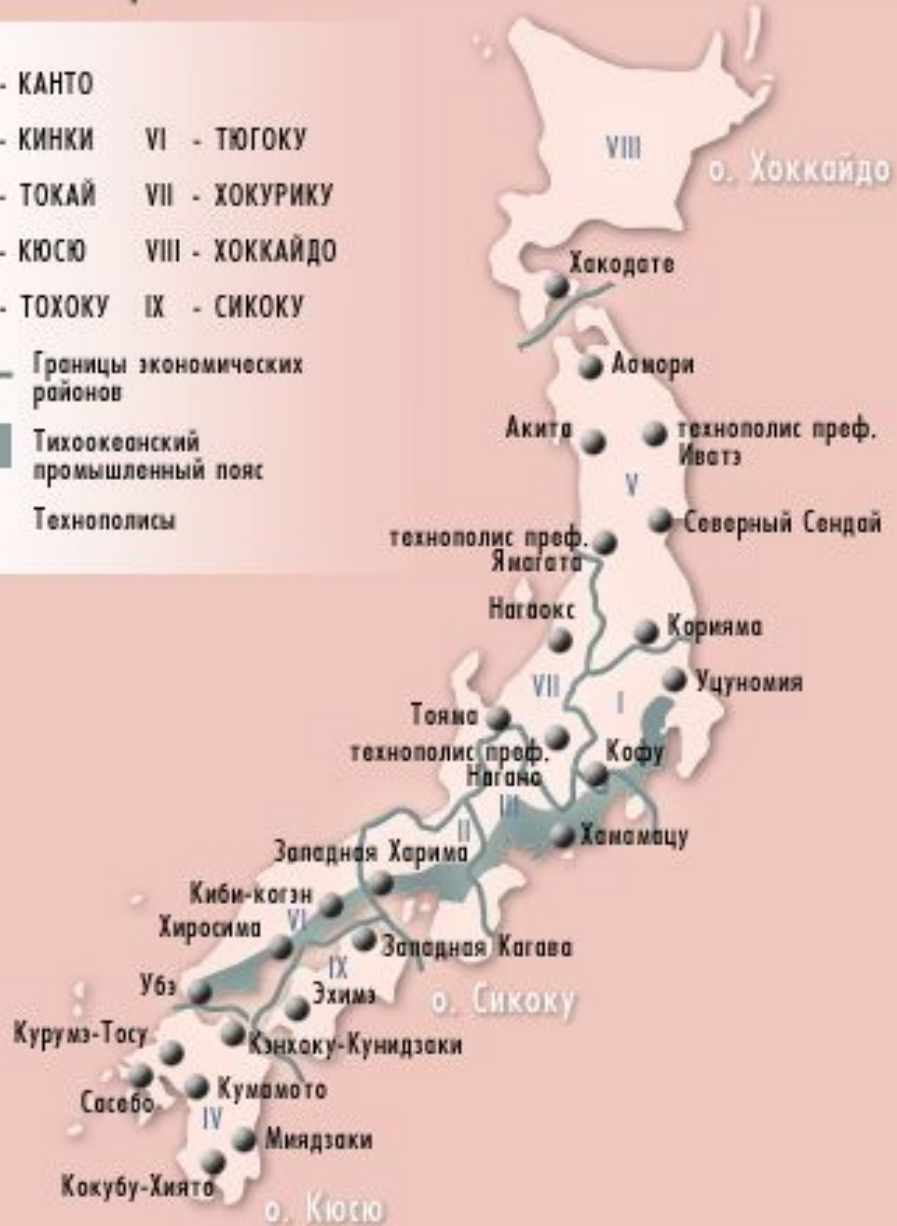 - КАНТО
- КИНКИ VI - ТЮГОКУ
- ТОКАЙ VII - ХОКУРИКУ
- КЮСЮ VIII - ХОККАЙДО
- ТОХОКУ IX - СИКОКУ
Границы экономических
районов
Тихоокеанский
промышленный пояс
Технополисы
VIII
о. Хоккайдо
Хакодате
Аомори
Акита
технополис преф.
Иватэ
V
Северный Сендай
технополис преф.
Ямагата
Нагаокс
Корияма
VII
I
Уцуномия
Тояма
технополис преф.
Нагано
Кофу
III
II
Хамамацу
Западная Харима
Киби-когэн
VI
Хиросима
Западная Кагава
IX
Убэ
Эхимэ
о. Сикоку
Курумэ-Тосу
Кэнхоку-Кунидзаки
Сасебо
Кумамото
IV
Миядзаки
Кокубу-Хиято
о. Кюсю